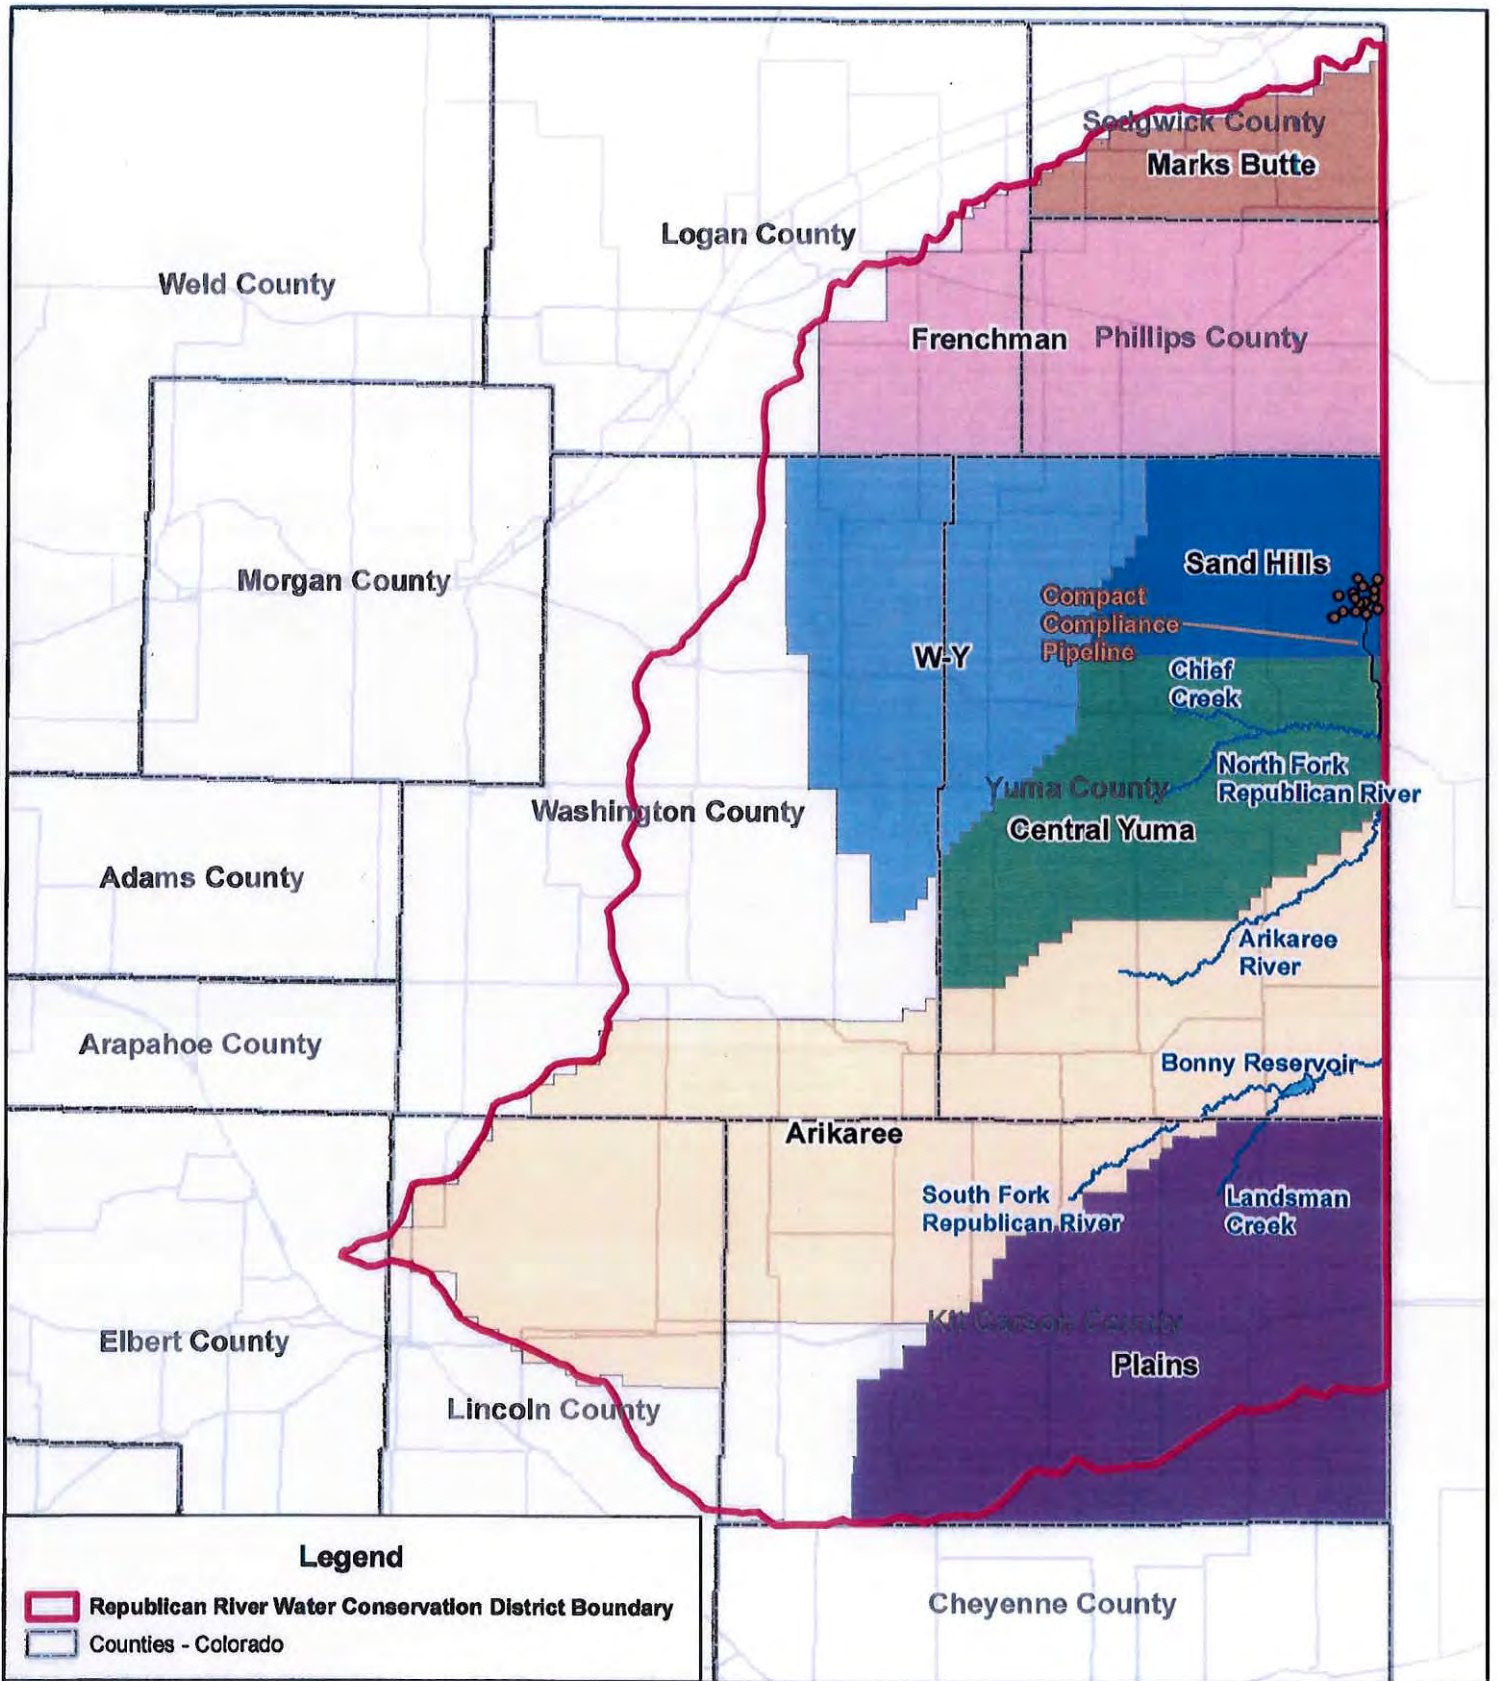 Sedgwick County
Marks Butte
Logan County
Weld County
Frenchman
Phillips County
Sand Hills
Morgan County
Compact
Compliance
Pipeline
W-Y
Chief
Creek
North Fork
Republican River
Yuma County
Washington County
Central Yuma
Adams County
Arikaree
River
Arapahoe County
Bonny Reservoir
Arikaree
South Fork
Republican River
Landsman
Creek
Kit Carson County
Elbert County
Plains
Lincoln County
Legend
Republican River Water Conservation District Boundary
Counties - Colorado
Cheyenne County